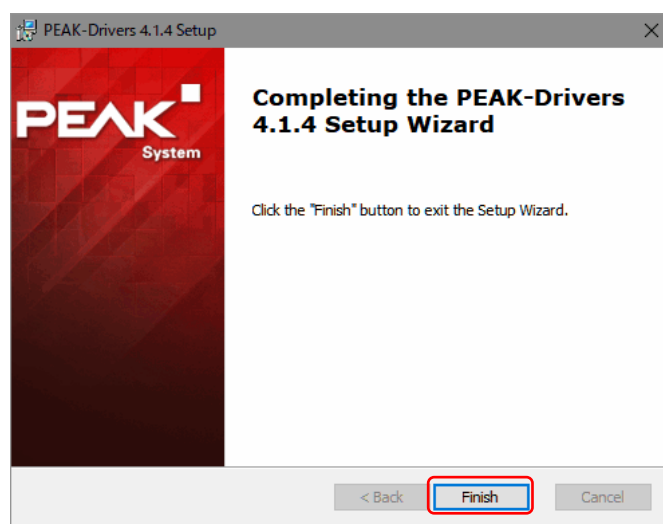 PEAK-Drivers 4.1.4 Setup
PEAK
System
Completing the PEAK-Drivers
4.1.4 Setup Wizard
Click the "Finish" button to exit the Setup Wizard.
< Back Finish Cancel